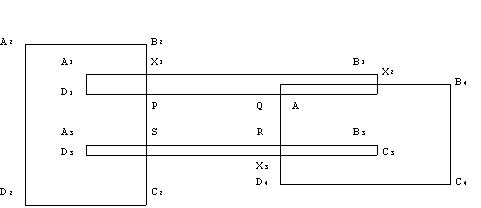 A₂ B₂
A₁ X₁ B₁
X₂
D₁ B₄
P Q A
A₃ S R B₃
D₃ C₃
X₃
D₂ C₂ D₄ C₄